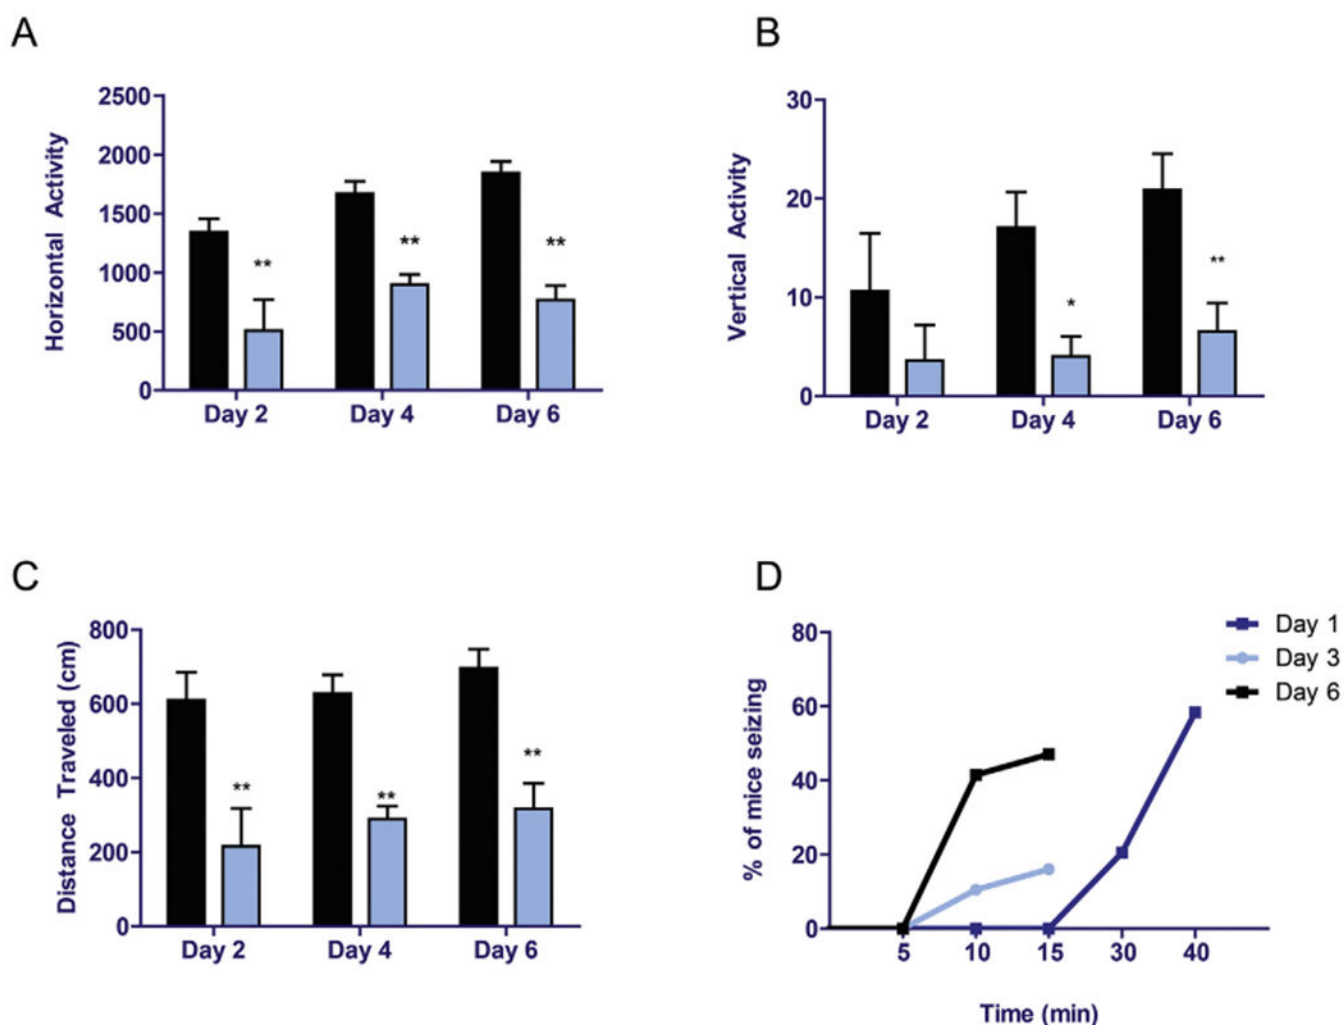 A
Horizontal Activity
2500
2000
1500
1000
500
0
**
**
**
Day 2 Day 4 Day 6
B
Vertical Activity
30
20
10
0
*
**
Day 2 Day 4 Day 6
C
Distance Traveled (cm)
800
600
400
200
0
**
**
**
Day 2 Day 4 Day 6
D
% of mice seizing
80
60
40
20
0
5 10 15 30 40
Time (min)
Day 1
Day 3
Day 6